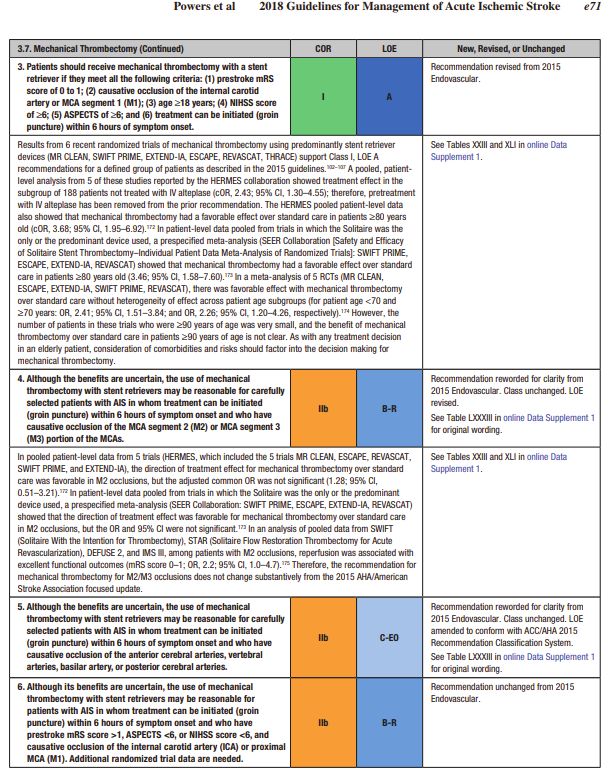 Powers et al 2018 Guidelines for Management of Acute Ischemic Stroke e71
3.7. Mechanical Thrombectomy (Continued) COR LOE New, Revised, or Unchanged
3. Patients should receive mechanical thrombectomy with a stent
retriever if they meet all the following criteria: (1) prestroke mRS
score of 0 to 1; (2) causative occlusion of the internal carotid
artery or MCA segment 1 (M1); (3) age ≥18 years; (4) NIHSS score
of ≥6; (5) ASPECTS of ≥6; and (6) treatment can be initiated (groin
puncture) within 6 hours of symptom onset.
I
A
Recommendation revised from 2015
Endovascular.
Results from 6 recent randomized trials of mechanical thrombectomy using predominantly stent retriever
devices (MR CLEAN, SWIFT PRIME, EXTEND-IA, ESCAPE, REVASCAT, THRACE) support Class I, LOE A
recommendations for a defined group of patients as described in the 2015 guidelines.102–107 A pooled, patient-
level analysis from 5 of these studies reported by the HERMES collaboration showed treatment effect in the
subgroup of 188 patients not treated with IV alteplase (cOR, 2.43; 95% CI, 1.30–4.55); therefore, pretreatment
with IV alteplase has been removed from the prior recommendation. The HERMES pooled patient-level data
also showed that mechanical thrombectomy had a favorable effect over standard care in patients ≥80 years
old (cOR, 3.68; 95% CI, 1.95–6.92).172 In patient-level data pooled from trials in which the Solitaire was the
only or the predominant device used, a prespecified meta-analysis (SEER Collaboration [Safety and Efficacy
of Solitaire Stent Thrombectomy–Individual Patient Data Meta-Analysis of Randomized Trials]: SWIFT PRIME,
ESCAPE, EXTEND-IA, REVASCAT) showed that mechanical thrombectomy had a favorable effect over standard
care in patients ≥80 years old (3.46; 95% CI, 1.58–7.60).173 In a meta-analysis of 5 RCTs (MR CLEAN,
ESCAPE, EXTEND-IA, SWIFT PRIME, REVASCAT), there was favorable effect with mechanical thrombectomy
over standard care without heterogeneity of effect across patient age subgroups (for patient age <70 and
≥70 years: OR, 2.41; 95% CI, 1.51–3.84; and OR, 2.26; 95% CI, 1.20–4.26, respectively).174 However, the
number of patients in these trials who were ≥90 years of age was very small, and the benefit of mechanical
thrombectomy over standard care in patients ≥90 years of age is not clear. As with any treatment decision
in an elderly patient, consideration of comorbidities and risks should factor into the decision making for
mechanical thrombectomy.
See Tables XXIII and XLI in online Data
Supplement 1.
4. Although the benefits are uncertain, the use of mechanical
thrombectomy with stent retrievers may be reasonable for carefully
selected patients with AIS in whom treatment can be initiated
(groin puncture) within 6 hours of symptom onset and who have
causative occlusion of the MCA segment 2 (M2) or MCA segment 3
(M3) portion of the MCAs.
IIb
B-R
Recommendation reworded for clarity from
2015 Endovascular. Class unchanged. LOE
revised.
See Table LXXXIII in online Data Supplement 1
for original wording.
In pooled patient-level data from 5 trials (HERMES, which included the 5 trials MR CLEAN, ESCAPE, REVASCAT,
SWIFT PRIME, and EXTEND-IA), the direction of treatment effect for mechanical thrombectomy over standard
care was favorable in M2 occlusions, but the adjusted common OR was not significant (1.28; 95% CI,
0.51–3.21).172 In patient-level data pooled from trials in which the Solitaire was the only or the predominant
device used, a prespecified meta-analysis (SEER Collaboration: SWIFT PRIME, ESCAPE, EXTEND-IA, REVASCAT)
showed that the direction of treatment effect was favorable for mechanical thrombectomy over standard care
in M2 occlusions, but the OR and 95% CI were not significant.173 In an analysis of pooled data from SWIFT
(Solitaire With the Intention for Thrombectomy), STAR (Solitaire Flow Restoration Thrombectomy for Acute
Revascularization), DEFUSE 2, and IMS III, among patients with M2 occlusions, reperfusion was associated with
excellent functional outcomes (mRS score 0–1; OR, 2.2; 95% CI, 1.0–4.7).175 Therefore, the recommendation for
mechanical thrombectomy for M2/M3 occlusions does not change substantively from the 2015 AHA/American
Stroke Association focused update.
See Tables XXIII and XLI in online Data
Supplement 1.
5. Although the benefits are uncertain, the use of mechanical
thrombectomy with stent retrievers may be reasonable for carefully
selected patients with AIS in whom treatment can be initiated
(groin puncture) within 6 hours of symptom onset and who have
causative occlusion of the anterior cerebral arteries, vertebral
arteries, basilar artery, or posterior cerebral arteries.
IIb
C-EO
Recommendation reworded for clarity from
2015 Endovascular. Class unchanged. LOE
amended to conform with ACC/AHA 2015
Recommendation Classification System.
See Table LXXXIII in online Data Supplement 1
for original wording.
6. Although its benefits are uncertain, the use of mechanical
thrombectomy with stent retrievers may be reasonable for
patients with AIS in whom treatment can be initiated (groin
puncture) within 6 hours of symptom onset and who have
prestroke mRS score >1, ASPECTS <6, or NIHSS score <6, and
causative occlusion of the internal carotid artery (ICA) or proximal
MCA (M1). Additional randomized trial data are needed.
IIb
B-R
Recommendation unchanged from 2015
Endovascular.